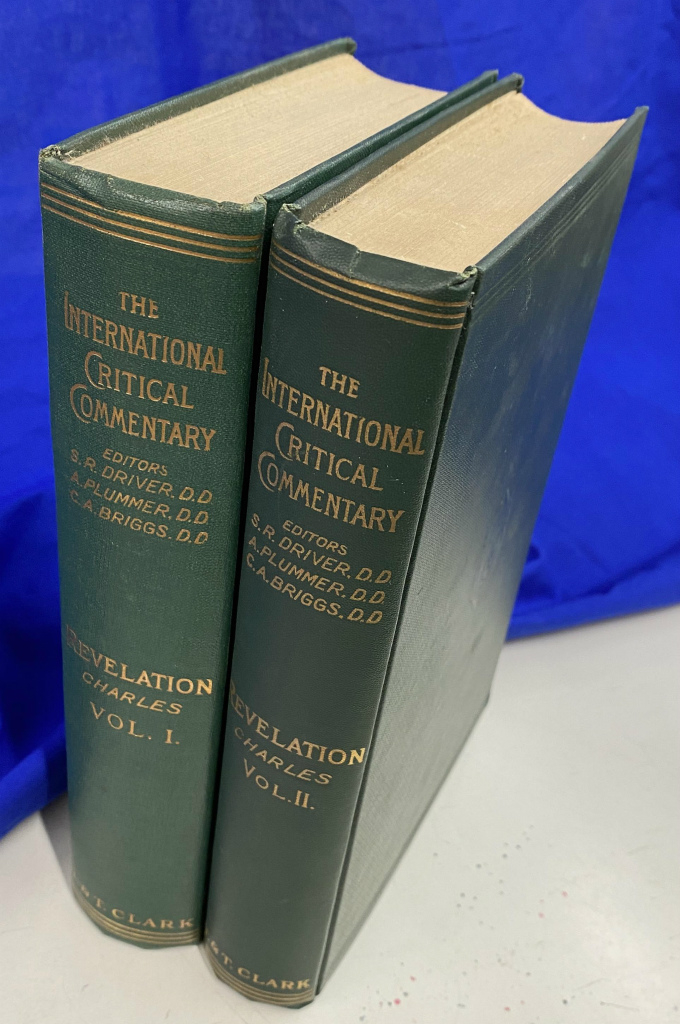 THE
INTERNATIONAL
CRITICAL
COMMENTARY
EDITORS
S. R. DRIVER. D.D
A. PLUMMER. D.D.
C. A. BRIGGS. D.D
REVELATION
CHARLES
VOL. I.
& T. CLARK
THE
INTERNATIONAL
CRITICAL
COMMENTARY
EDITORS
S. R. DRIVER. D.D.
A. PLUMMER. D.D.
C. A. BRIGGS. D.D
REVELATION
CHARLES
VOL. II.
& T. CLARK